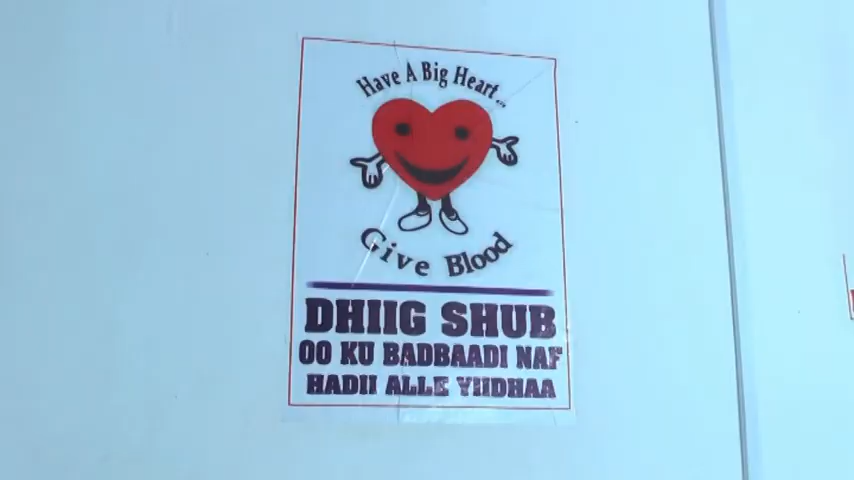 Have A Big Heart...
Give Blood
DHIIG SHUB
OO KU BADBAADI NAF
HADII ALLE YIIDHAA